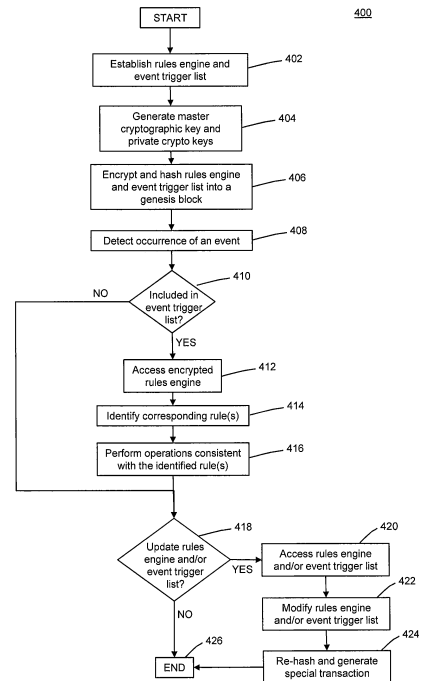 START
400
Establish rules engine and
event trigger list
402
Generate master
cryptographic key and
private crypto keys
404
Encrypt and hash rules engine
and event trigger list into a
genesis block
406
Detect occurrence of an event
408
410
Included in
event trigger
list?
NO
YES
Access encrypted
rules engine
412
Identify corresponding rule(s)
414
Perform operations consistent
with the identified rule(s)
416
418
Update rules
engine and/or
event trigger
list?
YES
NO
420
Access rules engine
and/or event trigger list
422
Modify rules engine
and/or event trigger list
424
Re-hash and generate
special transaction
426
END